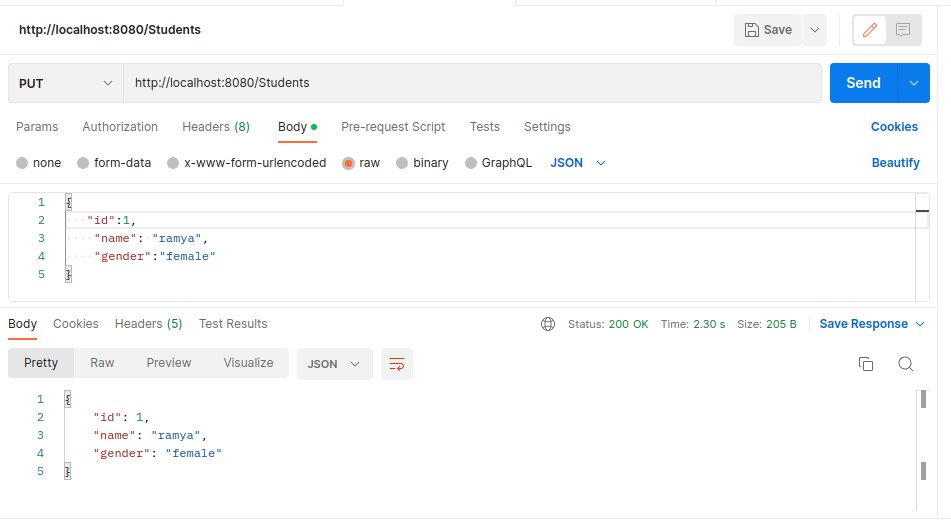 http://localhost:8080/Students Save
PUT http://localhost:8080/Students Send
Params Authorization Headers (8) Body Pre-request Script Tests Settings Cookies
none form-data x-www-form-urlencoded raw binary GraphQL JSON Beautify
1 {
2 "id":1,
3 "name": "ramya",
4 "gender":"female"
5 }
Body Cookies Headers (5) Test Results Status: 200 OK Time: 2.30 s Size: 205 B Save Response
Pretty Raw Preview Visualize JSON
1 {
2 "id": 1,
3 "name": "ramya",
4 "gender": "female"
5 }